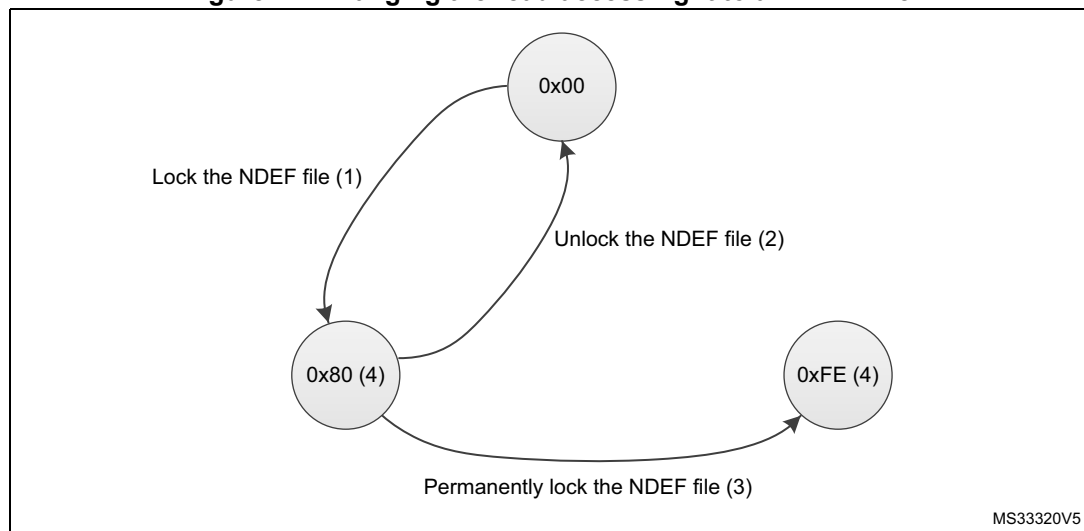 0x00
Lock the NDEF file (1)
Unlock the NDEF file (2)
0x80 (4)
0xFE (4)
Permanently lock the NDEF file (3)
MS33320V5